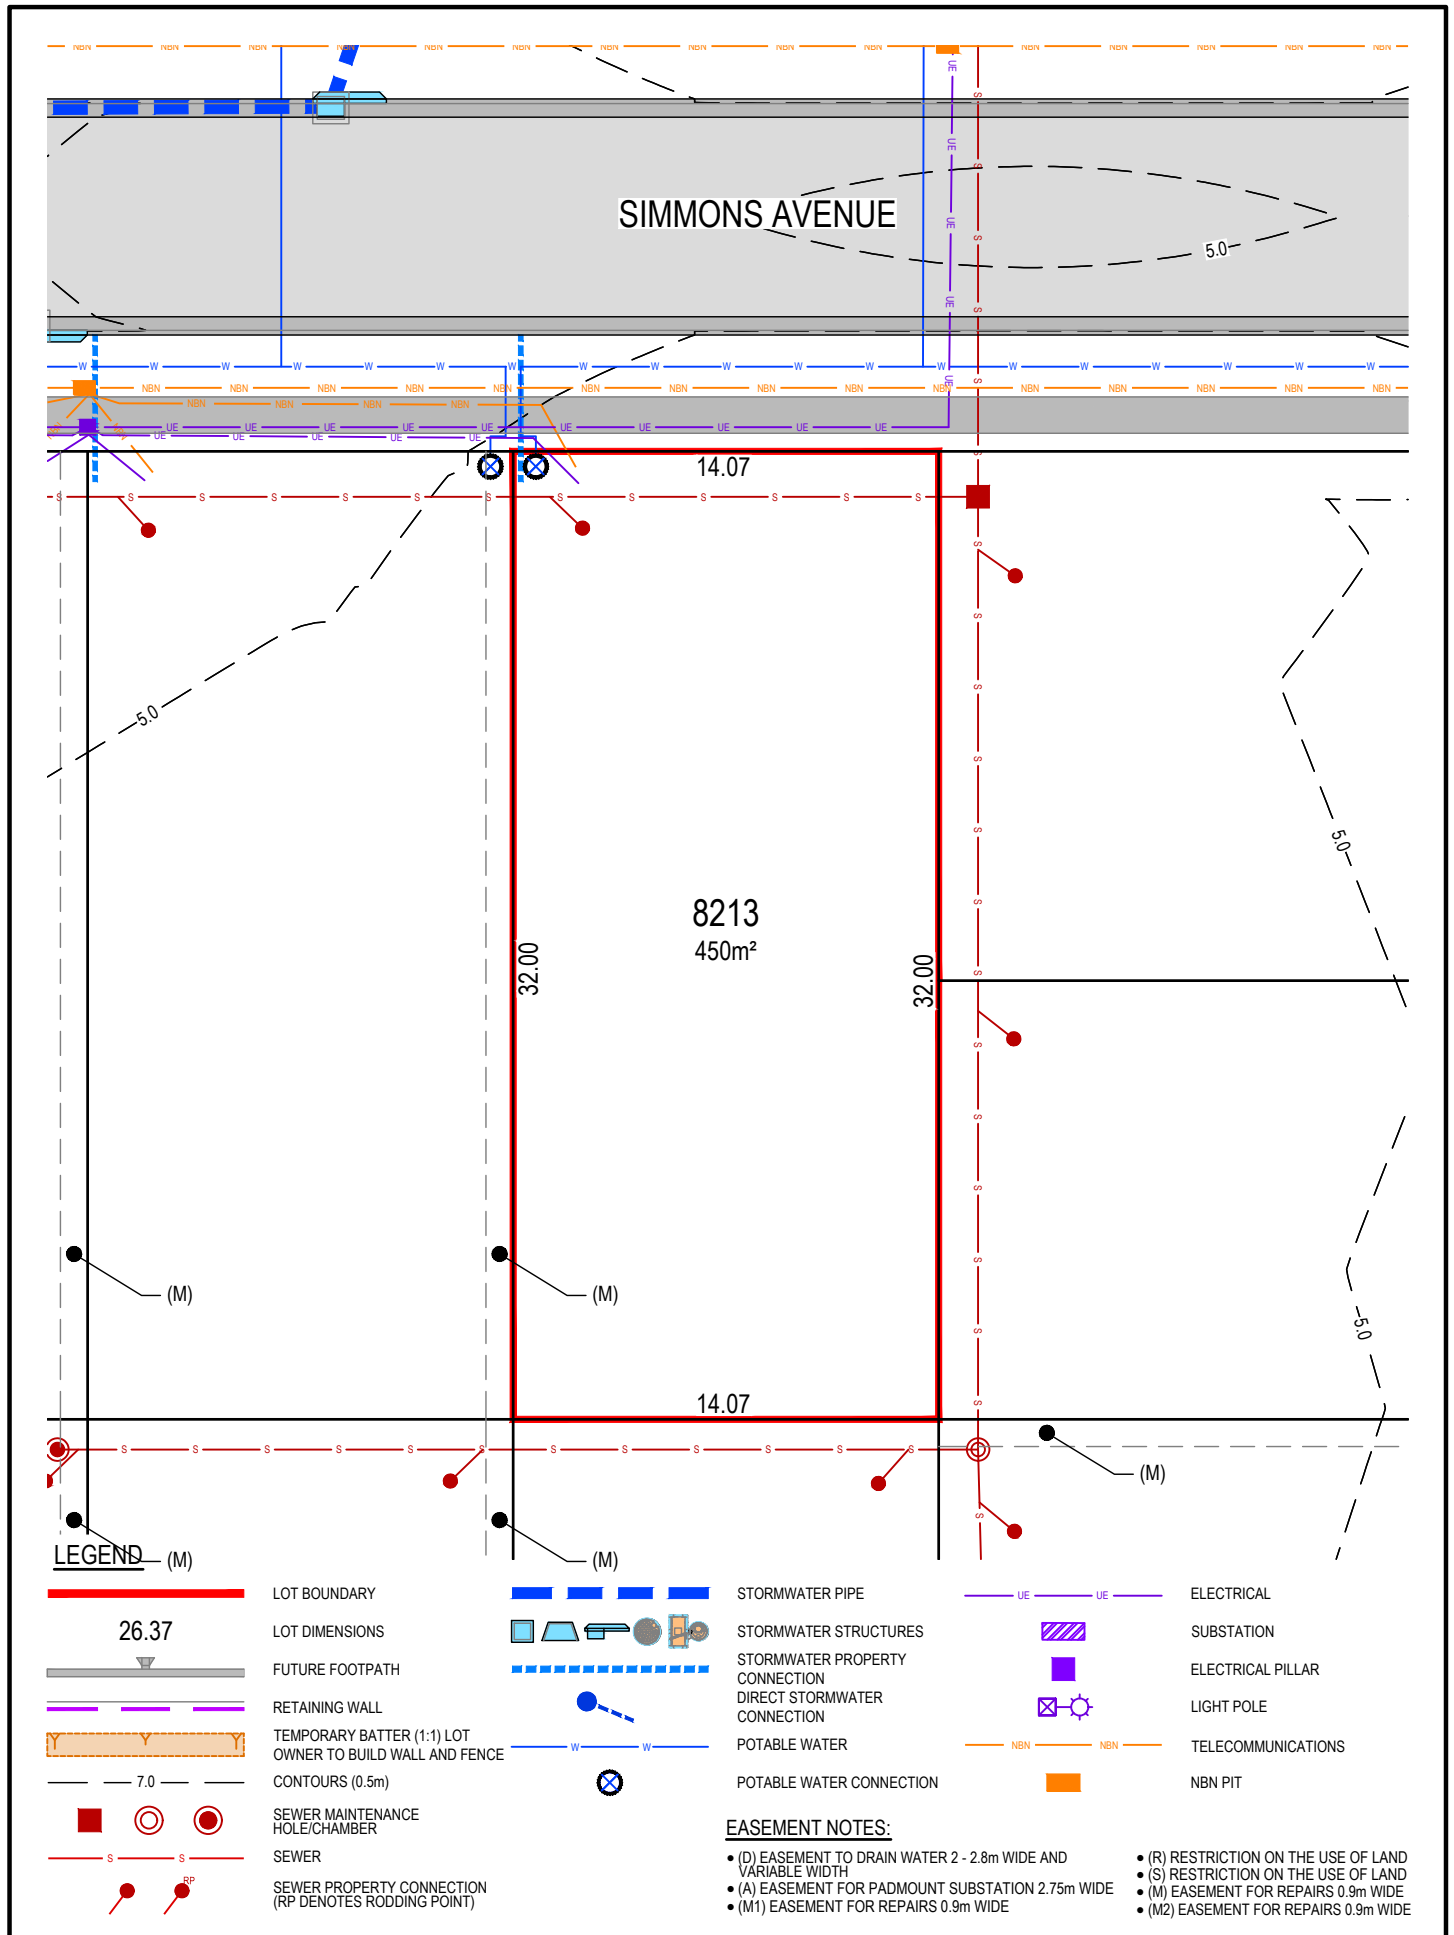 SIMMONS AVENUE
5.0
14.07
5.0
5.0
8213
450m²
32.00
32.00
(M)
(M)
5.0
14.07
(M)
(M)
(M)
LEGEND
LOT BOUNDARY
26.37
LOT DIMENSIONS
FUTURE FOOTPATH
RETAINING WALL
TEMPORARY BATTER (1:1) LOT
OWNER TO BUILD WALL AND FENCE
7.0
CONTOURS (0.5m)
SEWER MAINTENANCE
HOLE/CHAMBER
S S
SEWER
RP
SEWER PROPERTY CONNECTION
(RP DENOTES RODDING POINT)
STORMWATER PIPE
STORMWATER STRUCTURES
STORMWATER PROPERTY
CONNECTION
DIRECT STORMWATER
CONNECTION
W W
POTABLE WATER
POTABLE WATER CONNECTION
UE UE
ELECTRICAL
SUBSTATION
ELECTRICAL PILLAR
LIGHT POLE
NBN NBN
TELECOMMUNICATIONS
NBN PIT
EASEMENT NOTES:
• (D) EASEMENT TO DRAIN WATER 2 - 2.8m WIDE AND
VARIABLE WIDTH
• (A) EASEMENT FOR PADMOUNT SUBSTATION 2.75m WIDE
• (M1) EASEMENT FOR REPAIRS 0.9m WIDE
• (R) RESTRICTION ON THE USE OF LAND
• (S) RESTRICTION ON THE USE OF LAND
• (M) EASEMENT FOR REPAIRS 0.9m WIDE
• (M2) EASEMENT FOR REPAIRS 0.9m WIDE